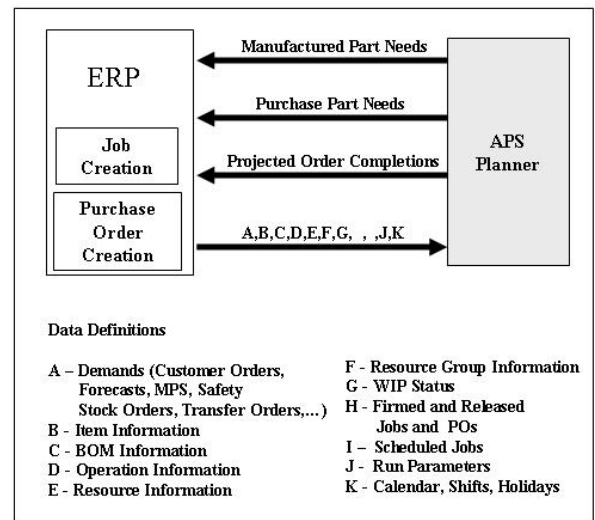 Manufactured Part Needs
ERP
Purchase Part Needs
APS
Planner
Job
Creation
Projected Order Completions
Purchase
Order
Creation
A,B,C,D,E,F,G, , ,J,K
Data Definitions
A – Demands (Customer Orders,
Forecasts, MPS, Safety
Stock Orders, Transfer Orders,...)
B - Item Information
C - BOM Information
D - Operation Information
E - Resource Information
F - Resource Group Information
G - WIP Status
H - Firmed and Released
Jobs and POs
I – Scheduled Jobs
J - Run Parameters
K - Calendar, Shifts, Holidays